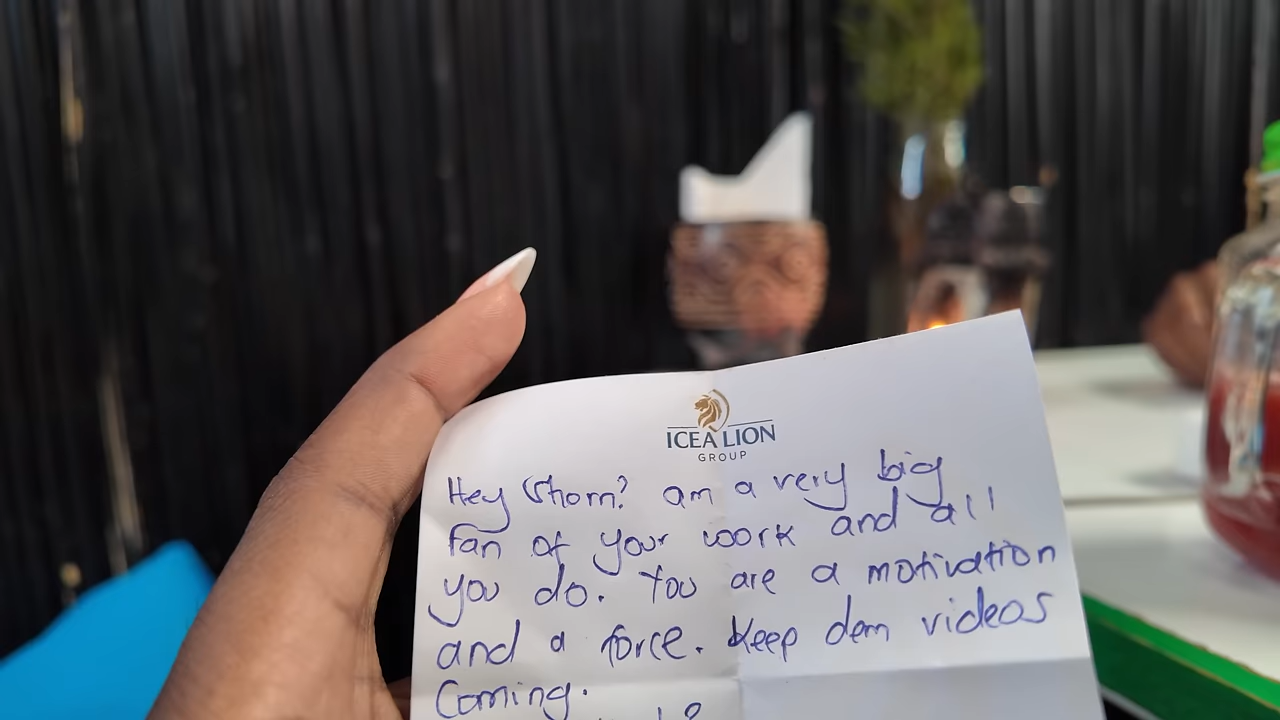 ICEA LION
GROUP
Hey Ghom? am a very big
fan of your work and all
you do. You are a motivation
and a force. Keep dem videos
Coming.